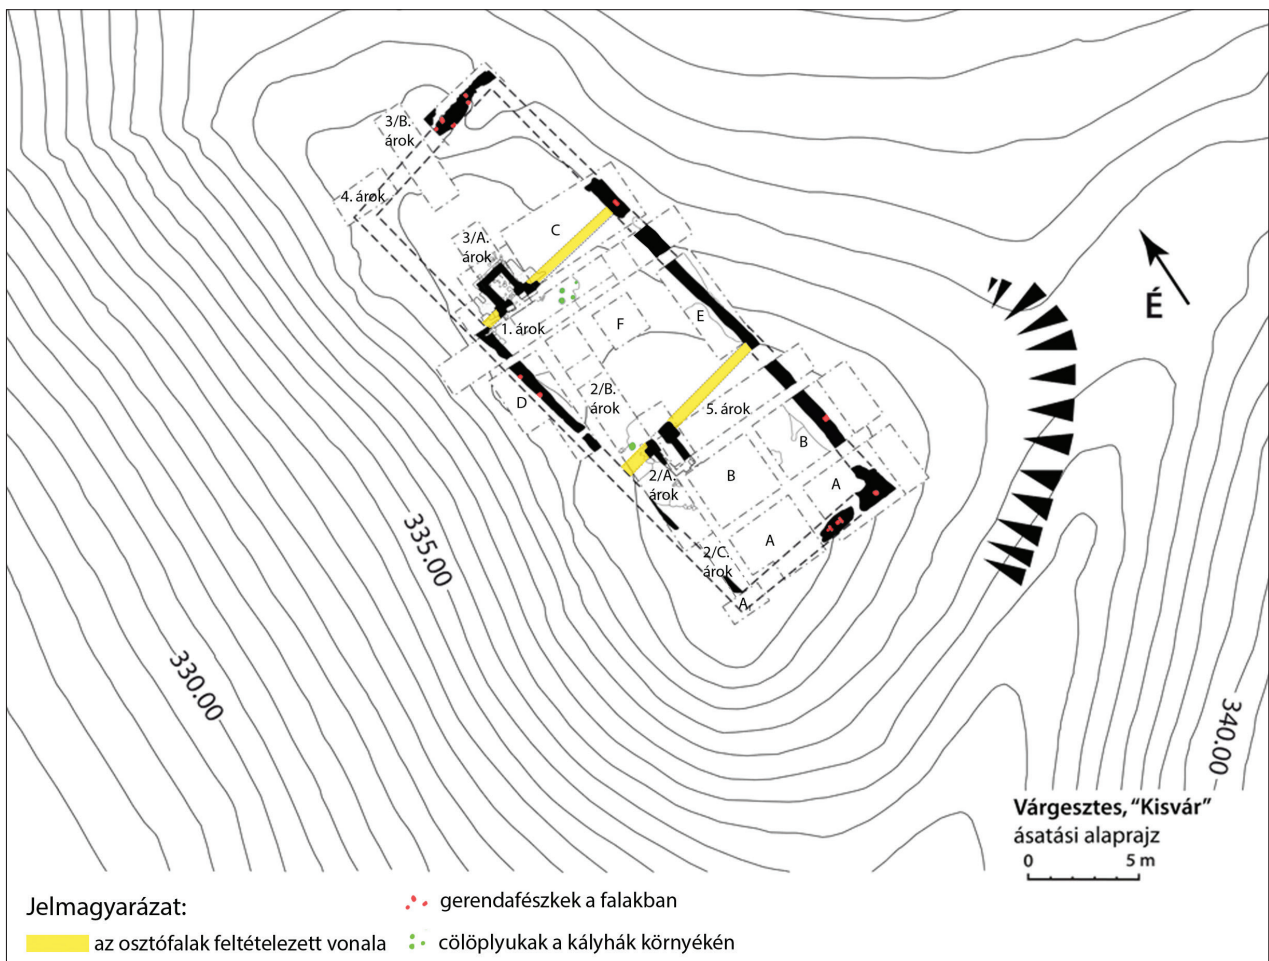 3/B.
árok
4. árok
3/A.
árok
C
1. árok
F
E
D
2/B.
árok
5. árok
B
B
2/A.
árok
A
A
2/C.
árok
A
É
335.00
330.00
340.00
Várgesztes, “Kisvár”
ásatási alaprajz
0 5 m
Jelmagyarázat:
gerendafészkek a falakban
az osztófalak feltételezett vonala
cölöplyukak a kályhák környékén